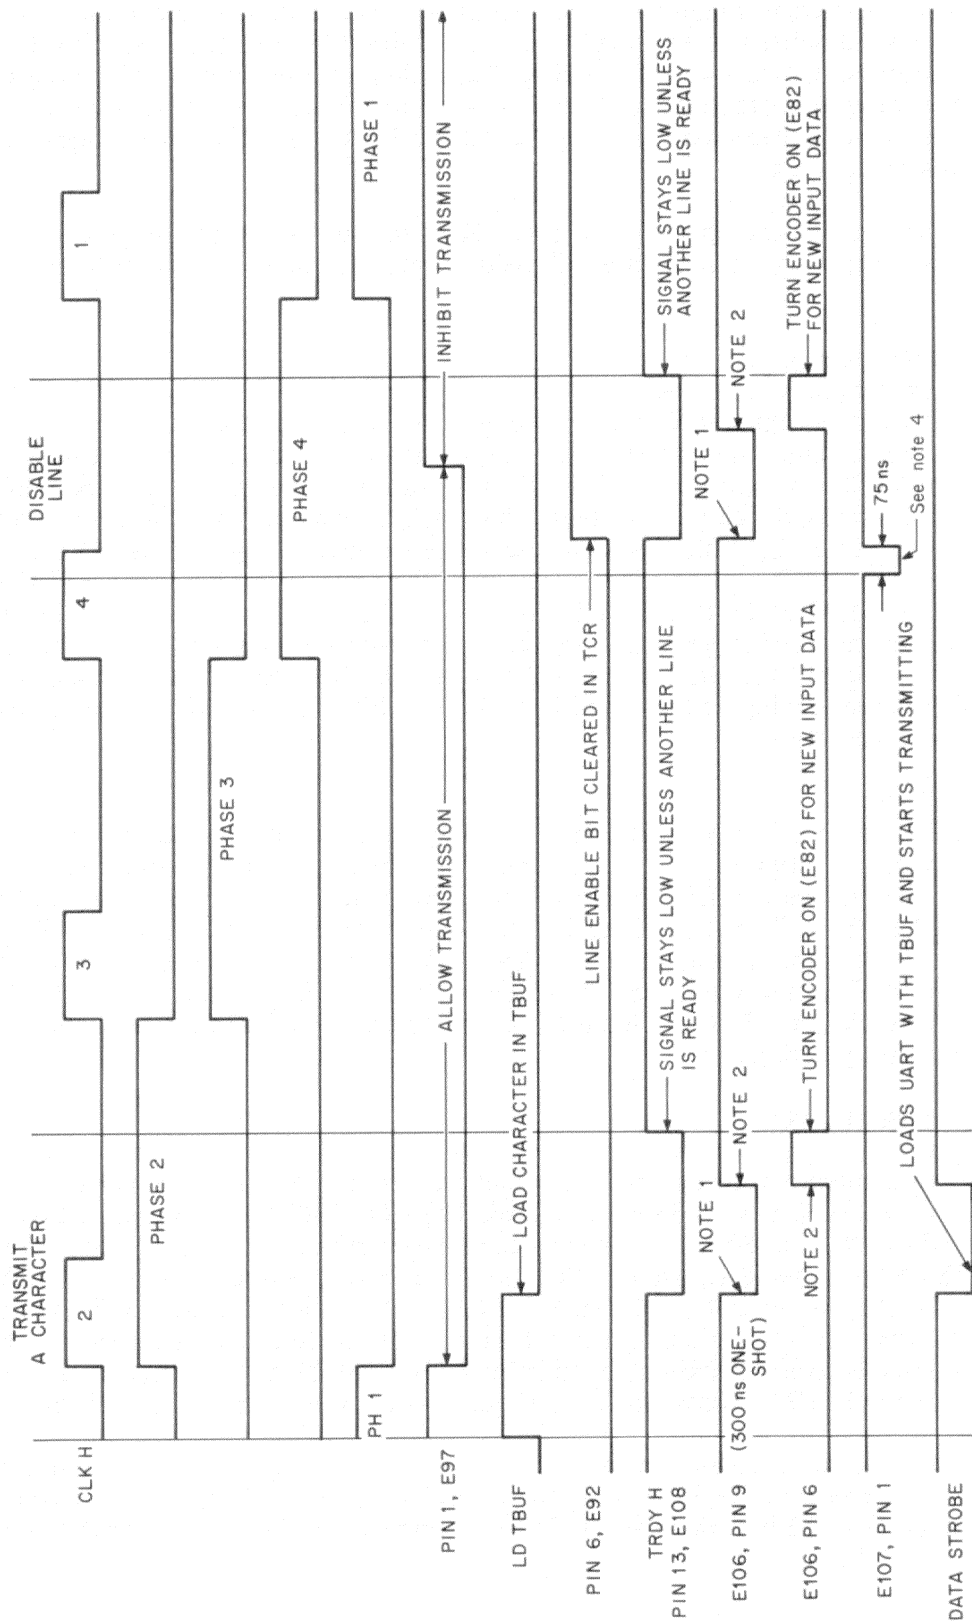 TRANSMIT
A CHARACTER
DISABLE
LINE
CLK H
2
3
4
1
PHASE 2
PHASE 3
PHASE 4
PH 1
PHASE 1
PIN 1, E97
ALLOW TRANSMISSION
INHIBIT TRANSMISSION
LD TBUF
LOAD CHARACTER IN TBUF
PIN 6, E92
LINE ENABLE BIT CLEARED IN TCR
TRDY H
PIN 13, E108
SIGNAL STAYS LOW UNLESS ANOTHER LINE
IS READY
SIGNAL STAYS LOW UNLESS
ANOTHER LINE IS READY
E106, PIN 9
(300 ns ONE-
SHOT)
NOTE 1
NOTE 2
NOTE 1
NOTE 2
E106, PIN 6
NOTE 2
TURN ENCODER ON (E82) FOR NEW INPUT DATA
TURN ENCODER ON (E82)
FOR NEW INPUT DATA
E107, PIN 1
75 ns
See note 4
DATA STROBE
LOADS UART WITH TBUF AND STARTS TRANSMITTING